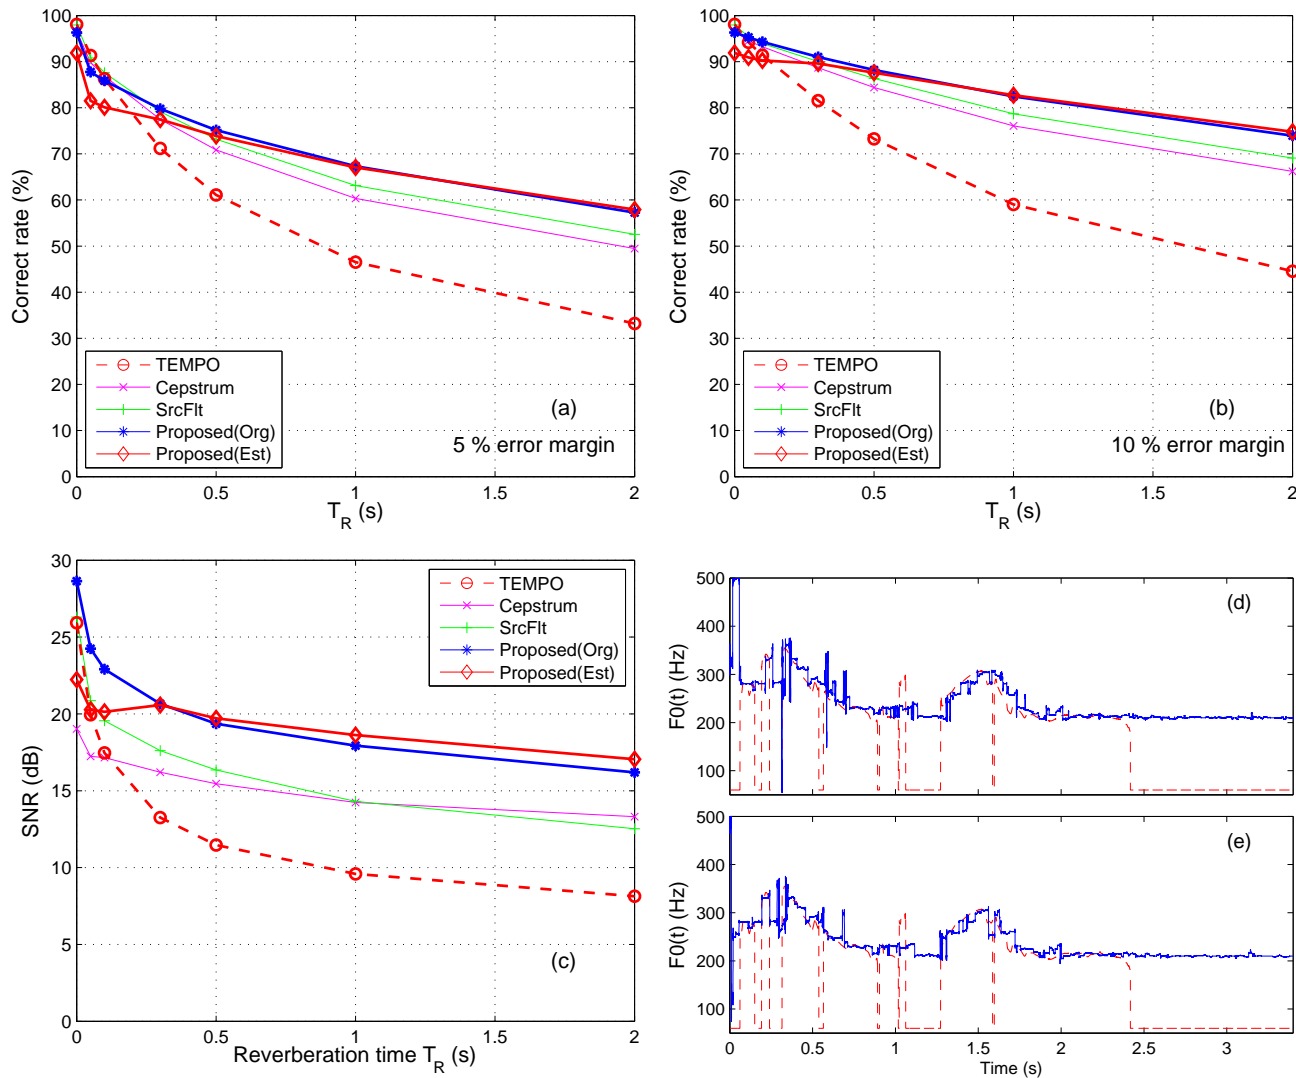 100
90
80
70
60
50
40
30
20
10
0
Correct rate (%)
TEMPO
Cepstrum
SrcFlt
Proposed(Org)
Proposed(Est)
(a)
5 % error margin
0
0.5
1
1.5
2
T_R (s)
100
90
80
70
60
50
40
30
20
10
0
Correct rate (%)
TEMPO
Cepstrum
SrcFlt
Proposed(Org)
Proposed(Est)
(b)
10 % error margin
0
0.5
1
1.5
2
T_R (s)
30
25
20
15
10
5
0
SNR (dB)
TEMPO
Cepstrum
SrcFlt
Proposed(Org)
Proposed(Est)
(c)
0
0.5
1
1.5
2
Reverberation time T_R (s)
500
400
300
200
100
F0(t) (Hz)
(d)
500
400
300
200
100
F0(t) (Hz)
(e)
0
0.5
1
1.5
2
2.5
3
Time (s)